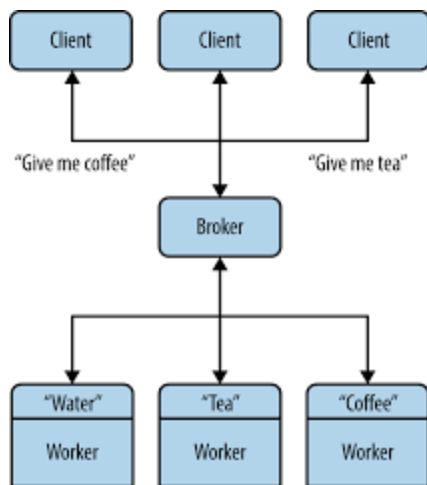 Client
Client
Client
“Give me coffee”
“Give me tea”
Broker
“Water”
“Tea”
“Coffee”
Worker
Worker
Worker